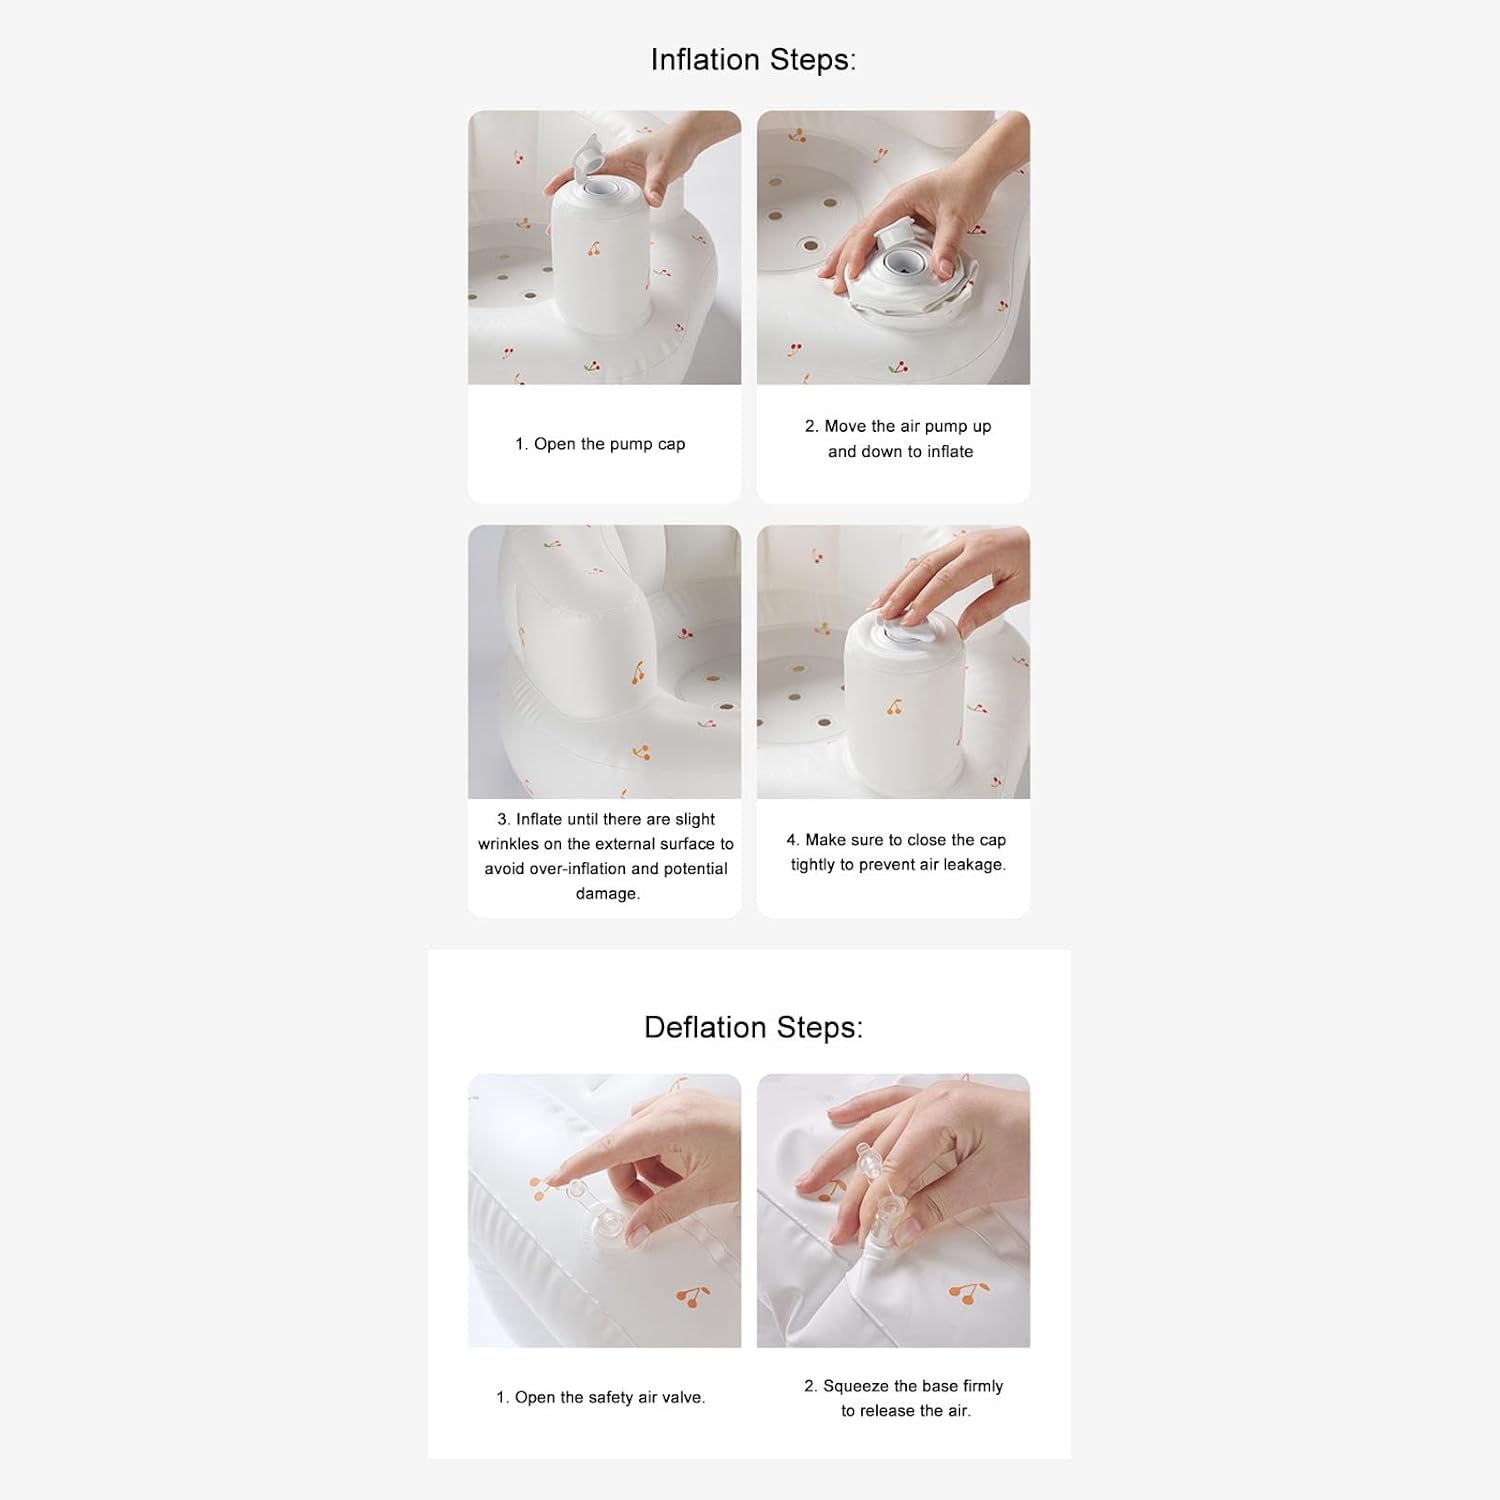 Inflation Steps:
1. Open the pump cap
2. Move the air pump up
and down to inflate
3. Inflate until there are slight
wrinkles on the external surface to
avoid over-inflation and potential
damage.
4. Make sure to close the cap
tightly to prevent air leakage.
Deflation Steps:
1. Open the safety air valve.
2. Squeeze the base firmly
to release the air.